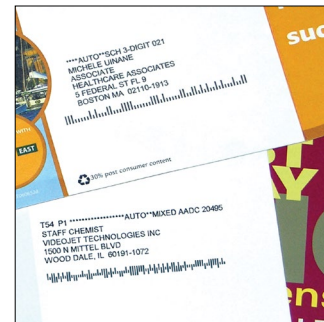 ****AUTO**SCH 3-DIGIT 021
MICHELE UINANE
ASSOCIATE
HEALTHCARE ASSOCIATES
5 FEDERAL ST FL 9
BOSTON MA 02110-1913
30% post consumer content
WITH
EAST
suc
T54 P1 ******************AUTO**MIXED AADC 20495
STAFF CHEMIST
VIDEOJET TECHNOLOGIES INC
1500 N MITTEL BLVD
WOOD DALE, IL 60191-1072